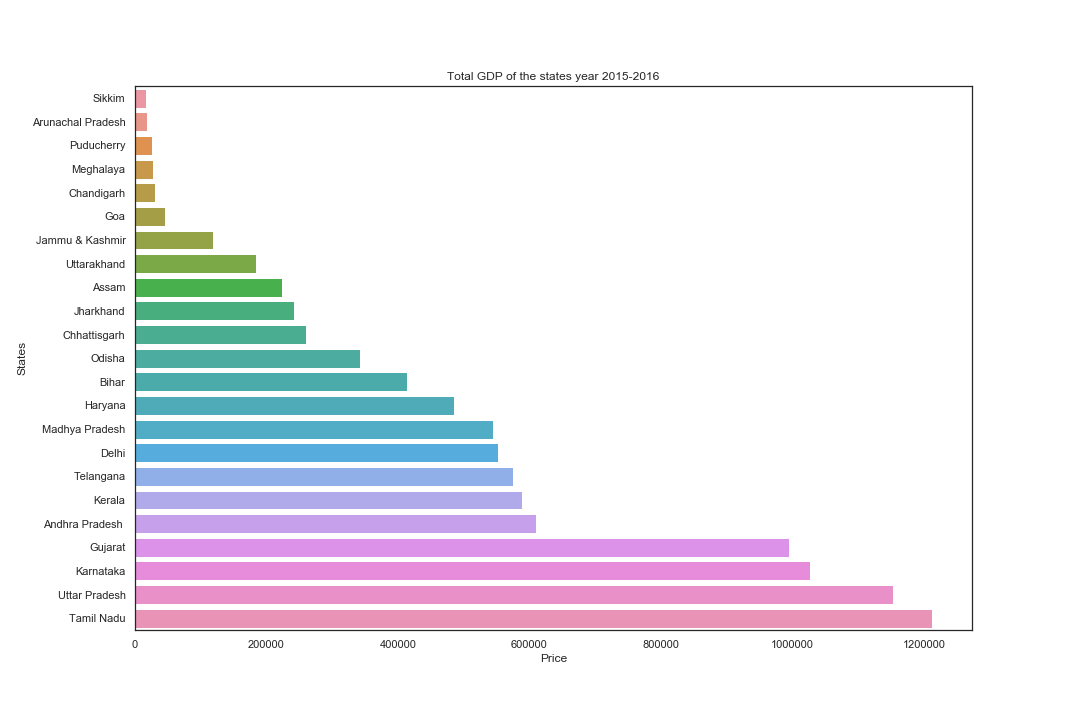 Total GDP of the states year 2015-2016
States
Sikkim
Arunachal Pradesh
Puducherry
Meghalaya
Chandigarh
Goa
Jammu & Kashmir
Uttarakhand
Assam
Jharkhand
Chhattisgarh
Odisha
Bihar
Haryana
Madhya Pradesh
Delhi
Telangana
Kerala
Andhra Pradesh
Gujarat
Karnataka
Uttar Pradesh
Tamil Nadu
0 200000 400000 600000 800000 1000000 1200000
Price